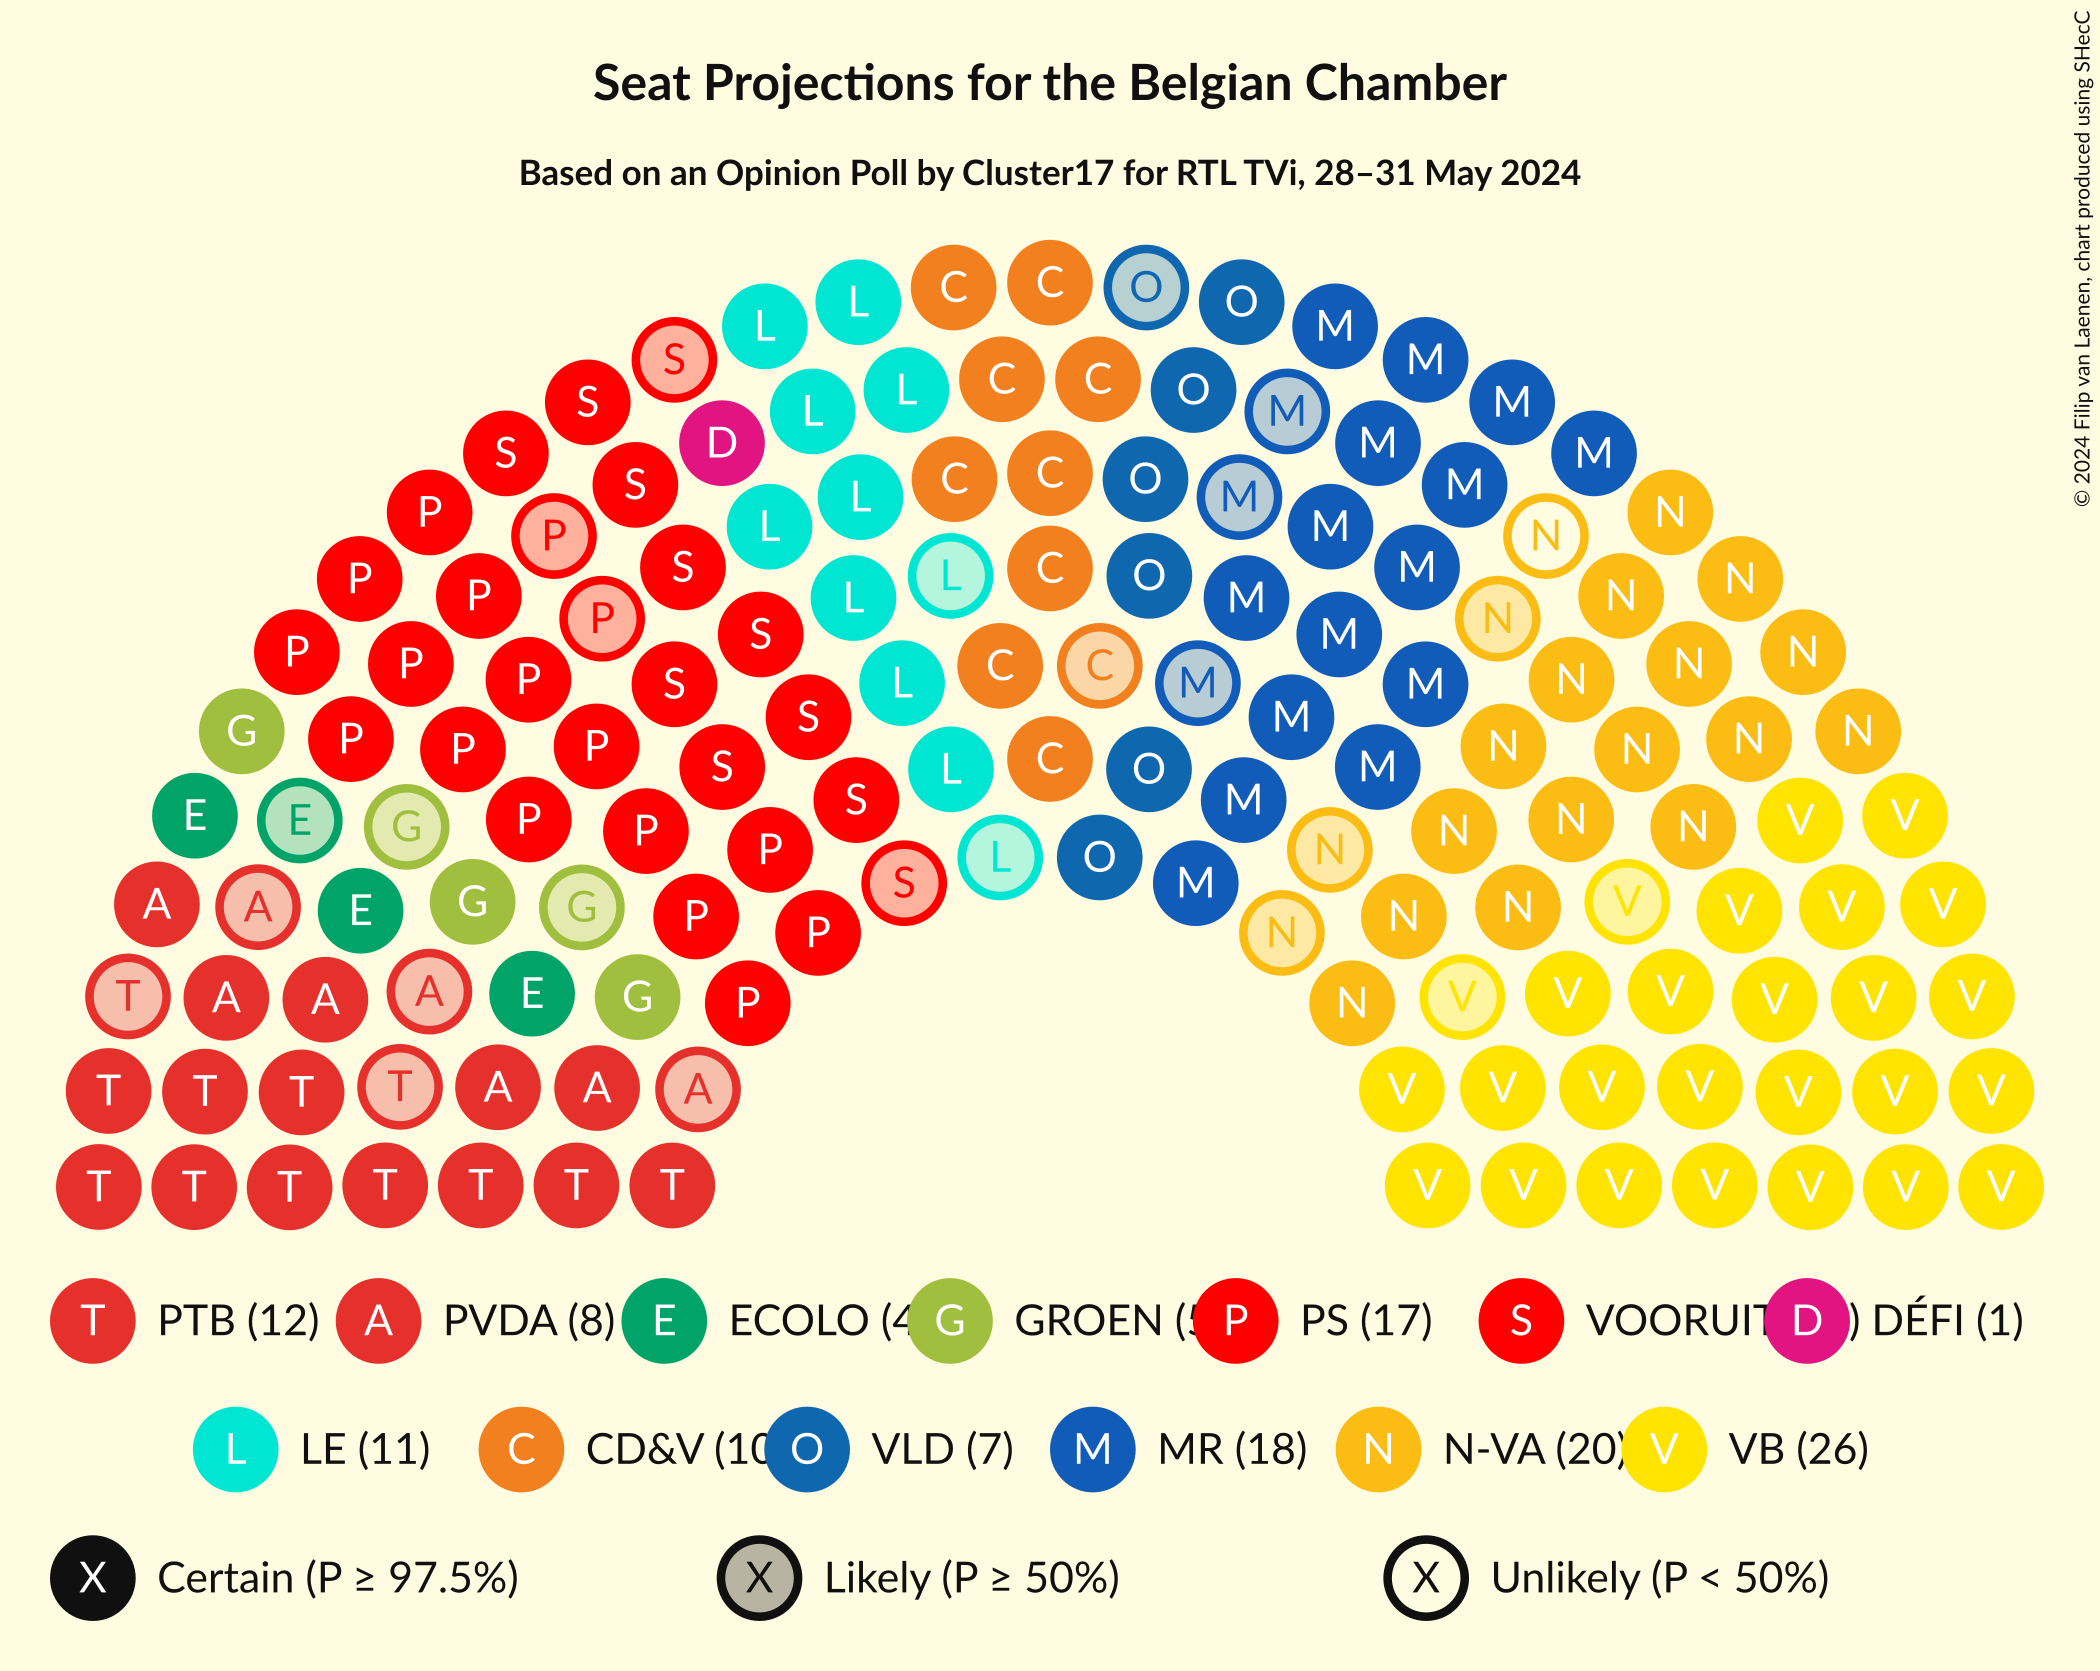 Seat Projections for the Belgian Chamber
Based on an Opinion Poll by Cluster17 for RTL TVi, 28–31 May 2024
© 2024 Filip van Laenen, chart produced using SHecC
L L C C O O
L M
S M
S L L C C O M M
S D M M
P S S L C C O M M N
P L M N
P P S L L C O M M N N
P S M N
P P P S L C C M M N N N
G P P P S M N N N N
S L C O M
E E G P P S M N N N V V
P L O N
A A E G G P P S M N N N V V V V
T A A A E G P N V V V V V V
T T T T A A A V V V V V V V
T T T T T T T V V V V V V V
T PTB (12) A PVDA (8) E ECOLO (4 G GROEN ( P PS (17) S VOORUIT D ) DÉFI (1)
L LE (11) C CD&V (10 O VLD (7) M MR (18) N N-VA (20) V VB (26)
X Certain (P ≥ 97.5%) X Likely (P ≥ 50%) X Unlikely (P < 50%)